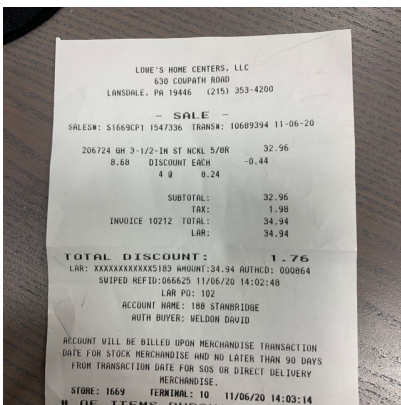 LOWE'S HOME CENTERS, LLC
630 COWPATH ROAD
LANSDALE, PA 19446 (215) 353-4200
- SALE -
SALES#: S1669CP1 1547336 TRANS#: 10689394 11-06-20
206724 GH 3-1/2-IN ST NCKL 5/8R 32.96
8.68 DISCOUNT EACH -0.44
4 @ 8.24
SUBTOTAL: 32.96
TAX: 1.98
INVOICE 10212 TOTAL: 34.94
LAR: 34.94
TOTAL DISCOUNT: 1.76
LAR: XXXXXXXXXXXX5183 AMOUNT:34.94 AUTHCD: 000864
SWIPED REFID:066625 11/06/20 14:02:48
LAR PO: 102
ACCOUNT NAME: 188 STANBRIDGE
AUTH BUYER: WELDON DAVID
ACCOUNT WILL BE BILLED UPON MERCHANDISE TRANSACTION
DATE FOR STOCK MERCHANDISE AND NO LATER THAN 90 DAYS
FROM TRANSACTION DATE FOR SOS OR DIRECT DELIVERY
MERCHANDISE.
STORE: 1669 TERMINAL: 10 11/06/20 14:03:14
# OF ITEMS